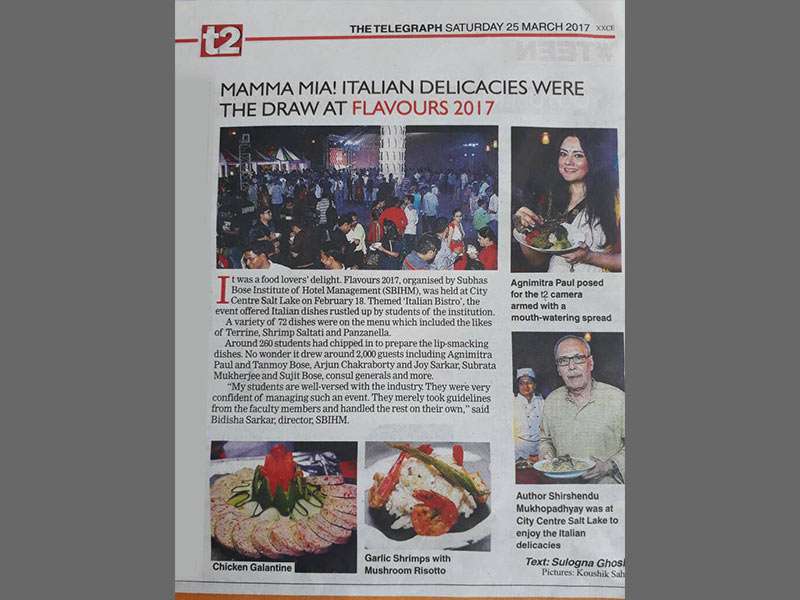 t2
THE TELEGRAPH SATURDAY 25 MARCH 2017 XXCE
MAMMA MIA! ITALIAN DELICACIES WERE
THE DRAW AT FLAVOURS 2017
It was a food lovers' delight. Flavours 2017, organised by Subhas
Bose Institute of Hotel Management (SBIHM), was held at City
Centre Salt Lake on February 18. Themed 'Italian Bistro', the
event offered Italian dishes rustled up by students of the institution.
A variety of 72 dishes were on the menu which included the likes
of Terrine, Shrimp Saltati and Panzanella.
Around 260 students had chipped in to prepare the lip-smacking
dishes. No wonder it drew around 2,000 guests including Agnimitra
Paul and Tanmoy Bose, Arjun Chakraborty and Joy Sarkar, Subrata
Mukherjee and Sujit Bose, consul generals and more.
"My students are well-versed with the industry. They were very
confident of managing such an event. They merely took guidelines
from the faculty members and handled the rest on their own," said
Bidisha Sarkar, director, SBIHM.
Agnimitra Paul posed
for the t2 camera
armed with a
mouth-watering spread
Author Shirshendu
Mukhopadhyay was at
City Centre Salt Lake to
enjoy the Italian
delicacies
Chicken Galantine
Garlic Shrimps with
Mushroom Risotto
Text: Sulogna Ghos
Pictures: Koushik Sah